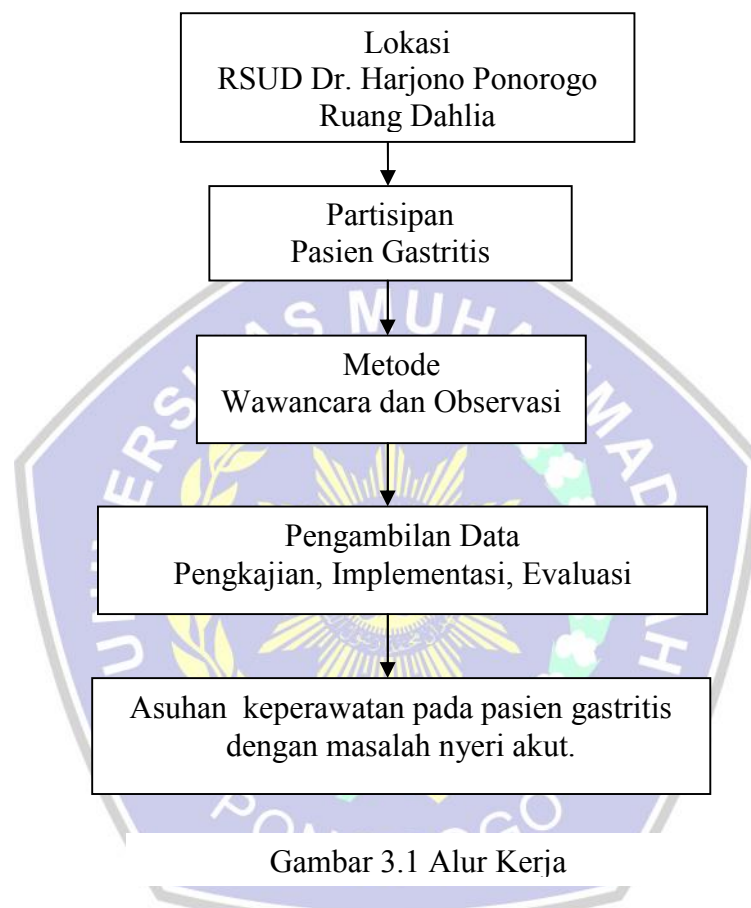 Lokasi
RSUD Dr. Harjono Ponorogo
Ruang Dahlia
Partisipan
Pasien Gastritis
Metode
Wawancara dan Observasi
Pengambilan Data
Pengkajian, Implementasi, Evaluasi
Asuhan keperawatan pada pasien gastritis
dengan masalah nyeri akut.
Gambar 3.1 Alur Kerja